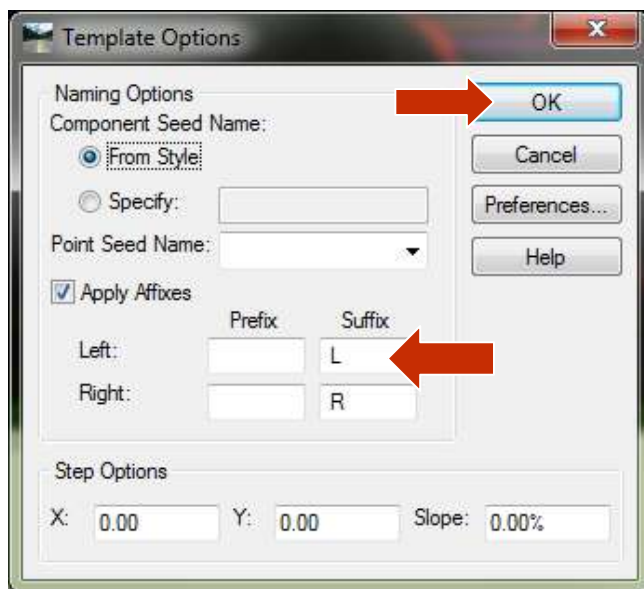 Template Options
Naming Options
Component Seed Name:
From Style
Specify:
Point Seed Name:
Apply Affixes
Prefix Suffix
Left: L
Right: R
OK
Cancel
Preferences...
Help
Step Options
X: 0.00 Y: 0.00 Slope: 0.00%